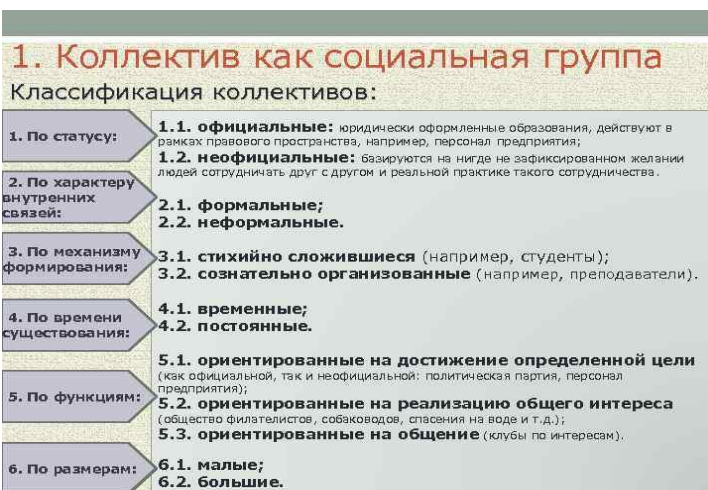 1. Коллектив как социальная группа
Классификация коллективов:
1. По статусу:
1.1. официальные: юридически оформленные образования, действуют в
рамках правового пространства, например, персонал предприятия;
1.2. неофициальные: базируются на нигде не зафиксированном желании
людей сотрудничать друг с другом и реальной практике такого сотрудничества.
2. По характеру
внутренних
связей:
2.1. формальные;
2.2. неформальные.
3. По механизму
формирования:
3.1. стихийно сложившиеся (например, студенты);
3.2. сознательно организованные (например, преподаватели).
4. По времени
существования:
4.1. временные;
4.2. постоянные.
5. По функциям:
5.1. ориентированные на достижение определенной цели
(как официальной, так и неофициальной: политическая партия, персонал
предприятия);
5.2. ориентированные на реализацию общего интереса
(общество филателистов, собаководов, спасения на воде и т.д.);
5.3. ориентированные на общение (клубы по интересам).
6. По размерам:
6.1. малые;
6.2. большие.